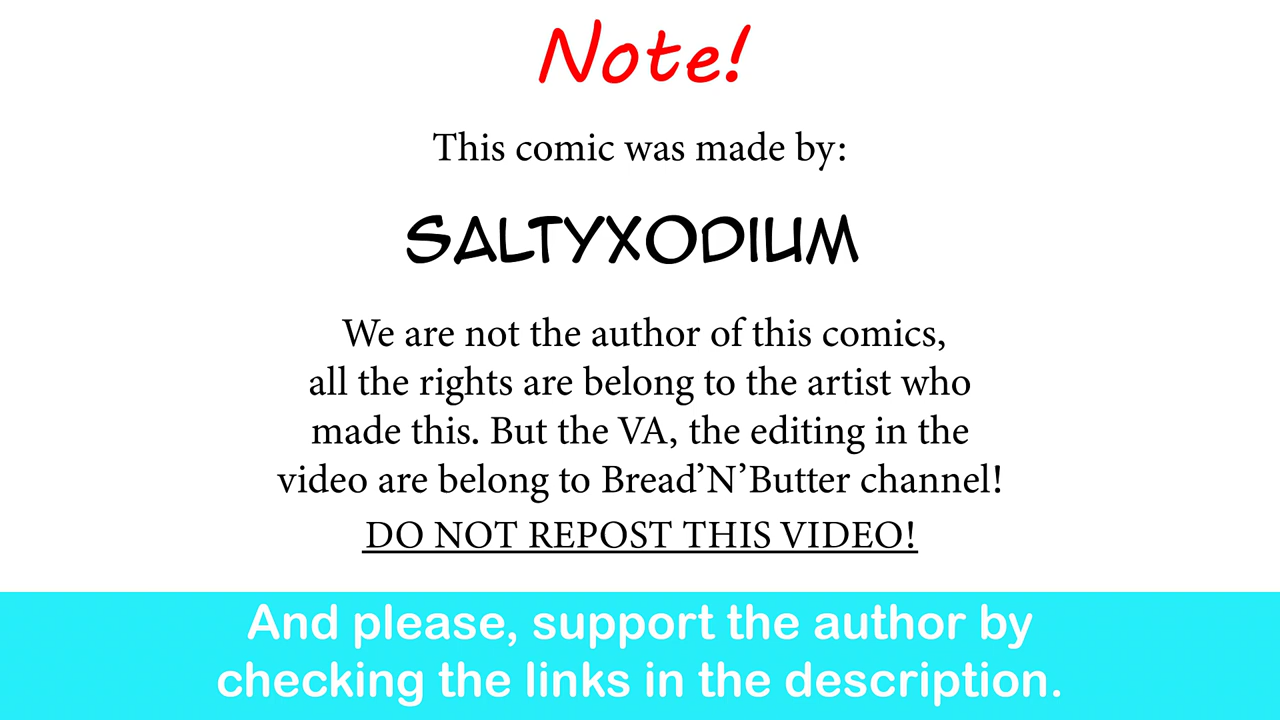 Note!
This comic was made by:
SALTYXODIUM
We are not the author of this comics,
all the rights are belong to the artist who
made this. But the VA, the editing in the
video are belong to Bread’N’Butter channel!
DO NOT REPOST THIS VIDEO!
And please, support the author by
checking the links in the description.